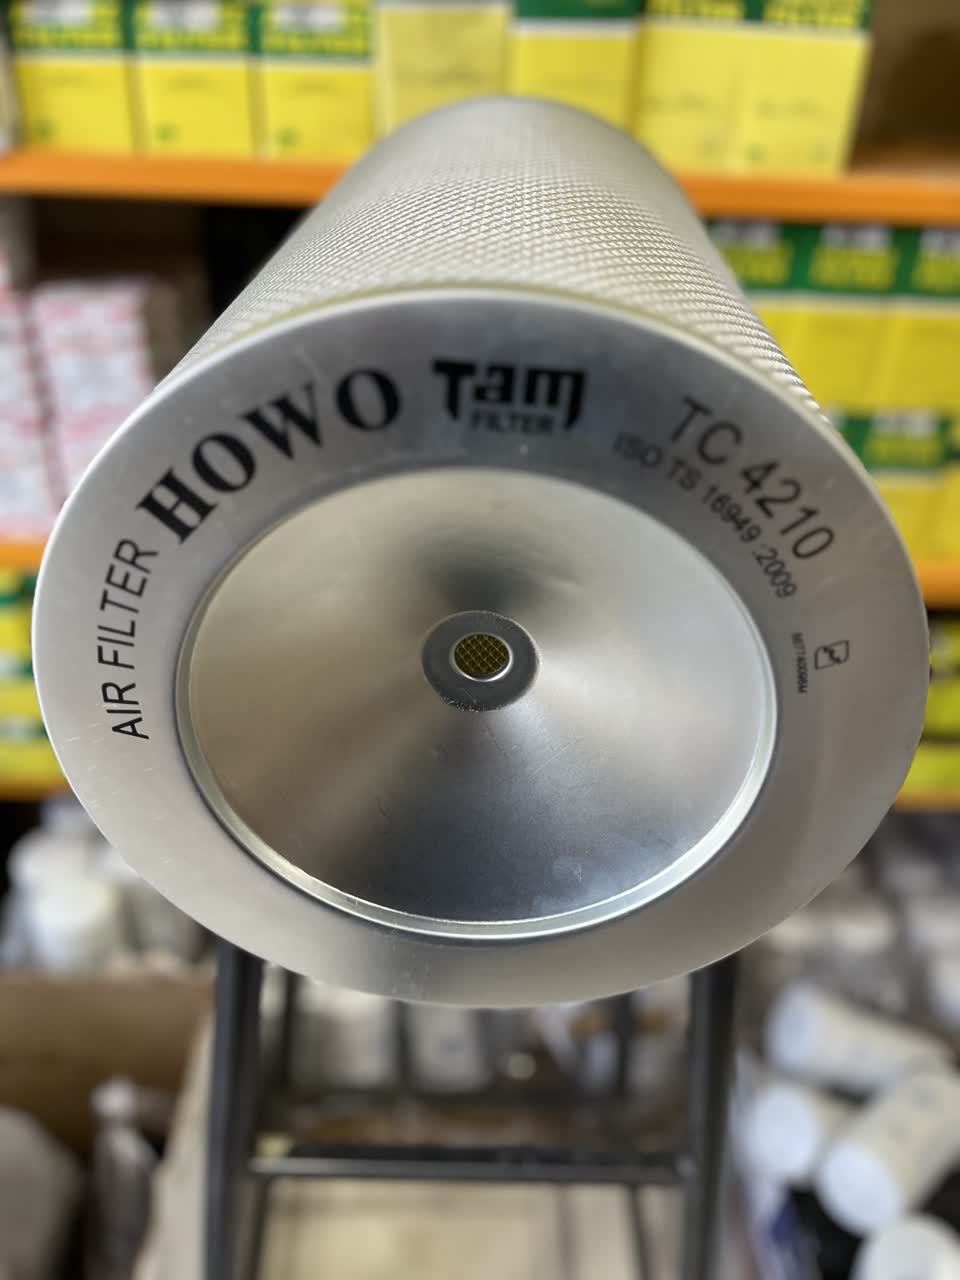 AIR FILTER HOWO
Tam
FILTER
TC 4210
ISO TS 16949 :2009